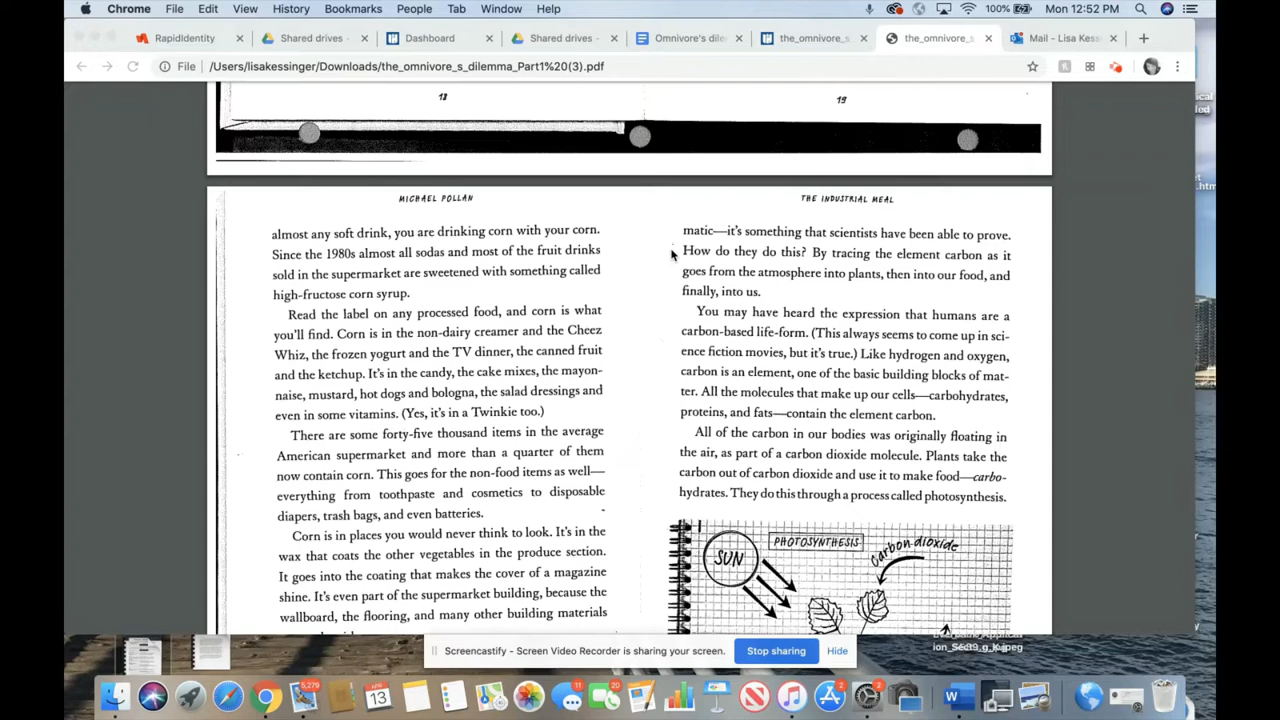 Chrome File Edit View History Bookmarks People Tab Window Help 100% Mon 12:52 PM
RapidIdentity Shared drives - Dashboard Shared drives - Omnivore's dile the_omnivore_s the_omnivore_s Mail - Lisa Kess
File /Users/lisakessinger/Downloads/the_omnivore_s_dilemma_Part1%20(3).pdf
18
19
MICHAEL POLLAN
almost any soft drink, you are drinking corn with your corn.
Since the 1980s almost all sodas and most of the fruit drinks
sold in the supermarket are sweetened with something called
high-fructose corn syrup.
Read the label on any processed food, and corn is what
you'll find. Corn is in the non-dairy creamer and the Cheez
Whiz, the frozen yogurt and the TV dinner, the canned fruit
and the ketchup. It's in the candy, the cake mixes, the mayon-
naise, mustard, hot dogs and bologna, the salad dressings and
even in some vitamins. (Yes, it's in a Twinkie too.)
There are some forty-five thousand items in the average
American supermarket and more than a quarter of them
now contain corn. This goes for the non-food items as well—
everything from toothpaste and cosmetics to disposable
diapers, trash bags, and even batteries.
Corn is in places you would never think to look. It's in the
wax that coats the other vegetables in the produce section.
It goes into the coating that makes the cover of a magazine
shine. It's even part of the supermarket building, because the
wallboard, the flooring, and many other building materials
THE INDUSTRIAL MEAL
matic—it's something that scientists have been able to prove.
How do they do this? By tracing the element carbon as it
goes from the atmosphere into plants, then into our food, and
finally, into us.
You may have heard the expression that humans are a
carbon-based life-form. (This always seems to come up in sci-
ence fiction movies, but it's true.) Like hydrogen and oxygen,
carbon is an element, one of the basic building blocks of mat-
ter. All the molecules that make up our cells—carbohydrates,
proteins, and fats—contain the element carbon.
All of the carbon in our bodies was originally floating in
the air, as part of a carbon dioxide molecule. Plants take the
carbon out of carbon dioxide and use it to make food—carbo-
hydrates. They do this through a process called photosynthesis.
PHOTOSYNTHESIS
SUN
Carbon dioxide
Screencastify - Screen Video Recorder is sharing your screen. Stop sharing Hide
5,279
APR
13
11
20
2
2